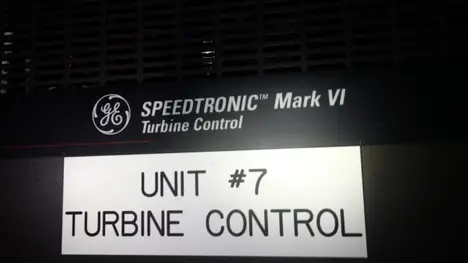 GE SPEEDTRONIC™ Mark VI
Turbine Control
UNIT #7
TURBINE CONTROL